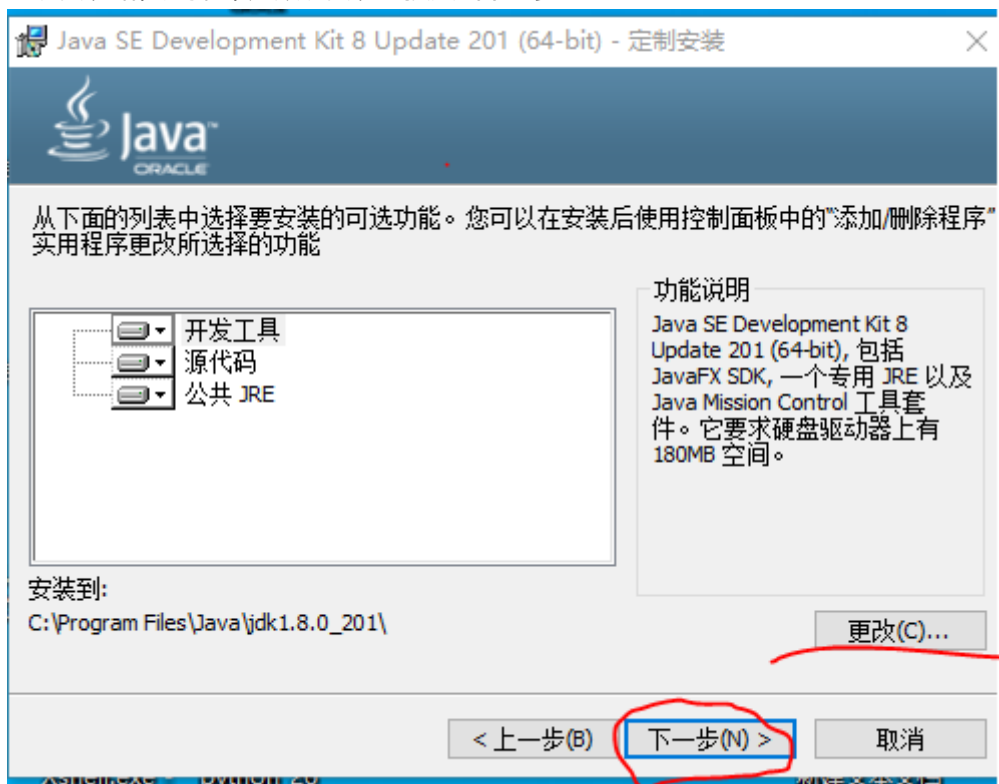 Java SE Development Kit 8 Update 201 (64-bit) - 定制安装
Java™
ORACLE
从下面的列表中选择要安装的可选功能。您可以在安装后使用控制面板中的"添加/删除程序"
实用程序更改所选择的功能
开发工具
源代码
公共 JRE
功能说明
Java SE Development Kit 8
Update 201 (64-bit), 包括
JavaFX SDK, 一个专用 JRE 以及
Java Mission Control 工具套
件。它要求硬盘驱动器上有
180MB 空间。
安装到:
C:\Program Files\Java\jdk1.8.0_201\
更改(C)...
< 上一步(B)
下一步(N) >
取消